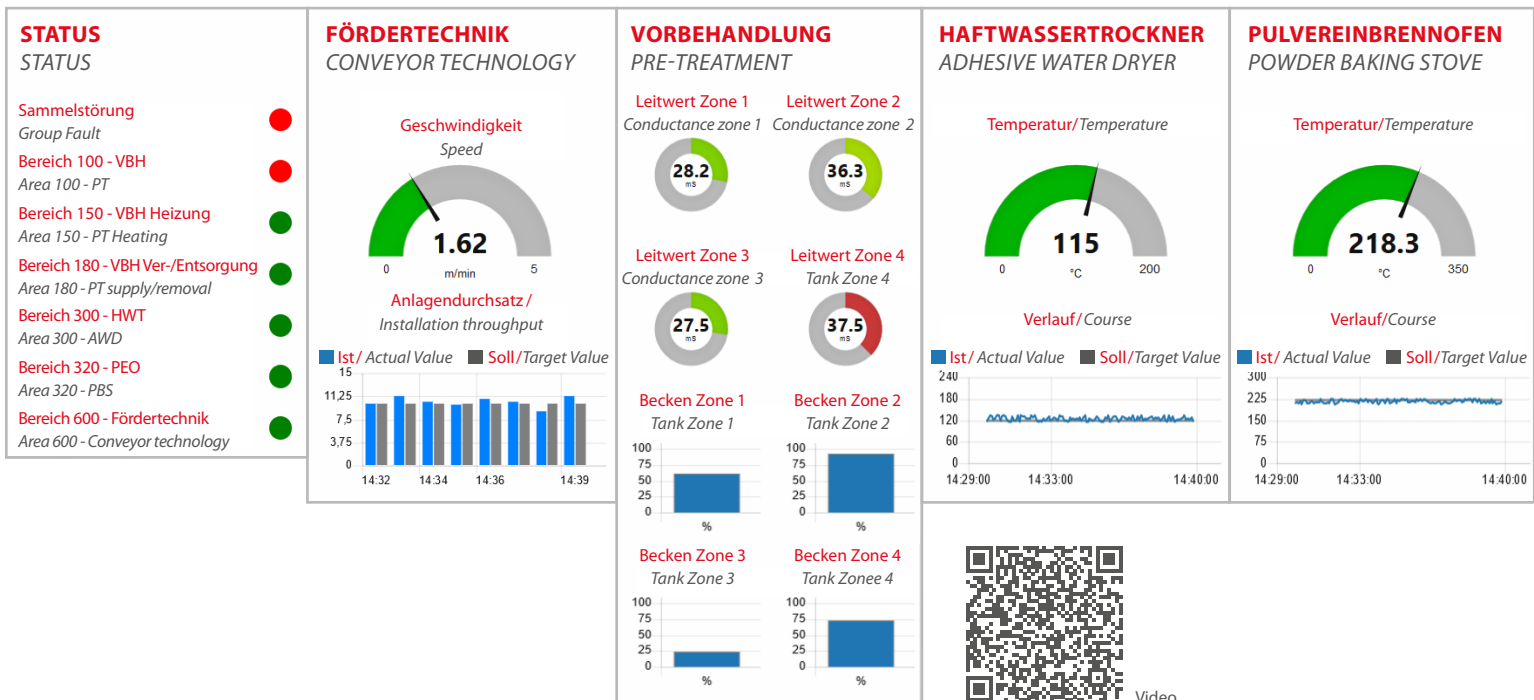 STATUS
STATUS
Sammelstörung
Group Fault
Bereich 100 - VBH
Area 100 - PT
Bereich 150 - VBH Heizung
Area 150 - PT Heating
Bereich 180 - VBH Ver-/Entsorgung
Area 180 - PT supply/removal
Bereich 300 - HWT
Area 300 - AWD
Bereich 320 - PEO
Area 320 - PBS
Bereich 600 - Fördertechnik
Area 600 - Conveyor technology
FÖRDERTECHNIK
CONVEYOR TECHNOLOGY
Geschwindigkeit
Speed
1.62
0 m/min 5
Anlagendurchsatz /
Installation throughput
Ist / Actual Value Soll /Target Value
15
11,25
7,5
3,75
0
14:32 14:34 14:36 14:39
VORBEHANDLUNG
PRE-TREATMENT
Leitwert Zone 1 Leitwert Zone 2
Conductance zone 1 Conductance zone 2
28.2 36.3
mS mS
Leitwert Zone 3 Leitwert Zone 4
Conductance zone 3 Tank Zone 4
27.5 37.5
mS mS
Becken Zone 1 Becken Zone 2
Tank Zone 1 Tank Zone 2
100 100
75 75
50 50
25 25
0 0
% %
Becken Zone 3 Becken Zone 4
Tank Zone 3 Tank Zonee 4
100 100
75 75
50 50
25 25
0 0
% %
HAFTWASSERTROCKNER
ADHESIVE WATER DRYER
Temperatur/Temperature
115
0 °C 200
Verlauf/Course
Ist / Actual Value Soll /Target Value
240
180
120
60
0
14:29:00 14:33:00 14:40:00
PULVEREINBRENNOFEN
POWDER BAKING STOVE
Temperatur/Temperature
218.3
0 °C 350
Verlauf/Course
Ist / Actual Value Soll /Target Value
300
225
150
75
0
14:29:00 14:33:00 14:40:00
Video